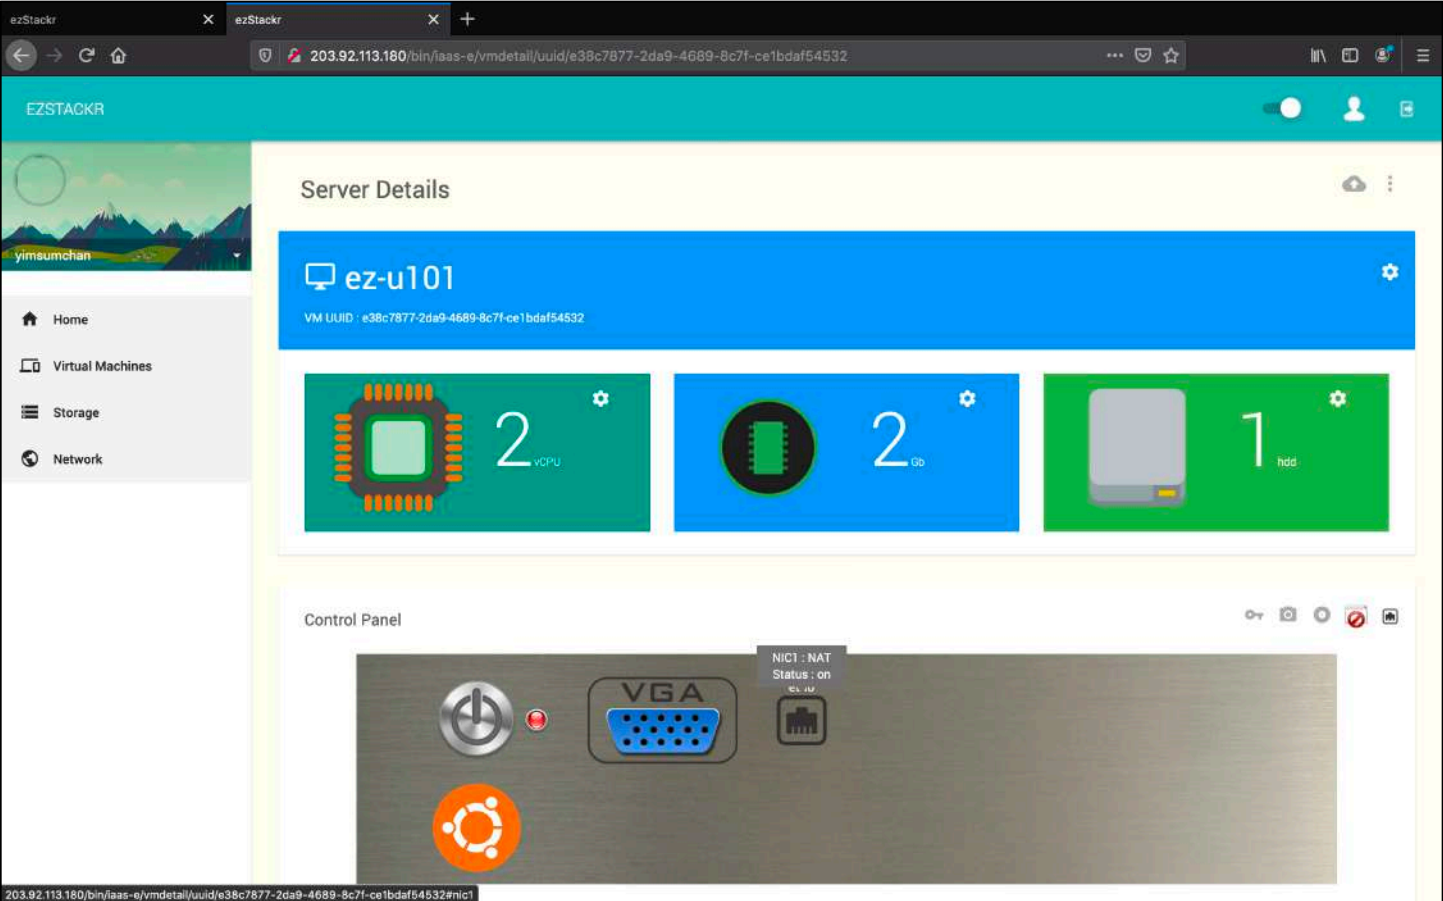 ezStackr
ezStackr
203.92.113.180/bin/iaas-e/vmdetail/uuid/e38c7877-2da9-4689-8c7f-ce1bdaf54532
EZSTACKR
yimsumchan
Home
Virtual Machines
Storage
Network
Server Details
ez-u101
VM UUID : e38c7877-2da9-4689-8c7f-ce1bdaf54532
2 vCPU
2 Gb
1 hdd
Control Panel
NIC1 : NAT
Status : on
VGA
203.92.113.180/bin/iaas-e/vmdetail/uuid/e38c7877-2da9-4689-8c7f-ce1bdaf54532#nic1